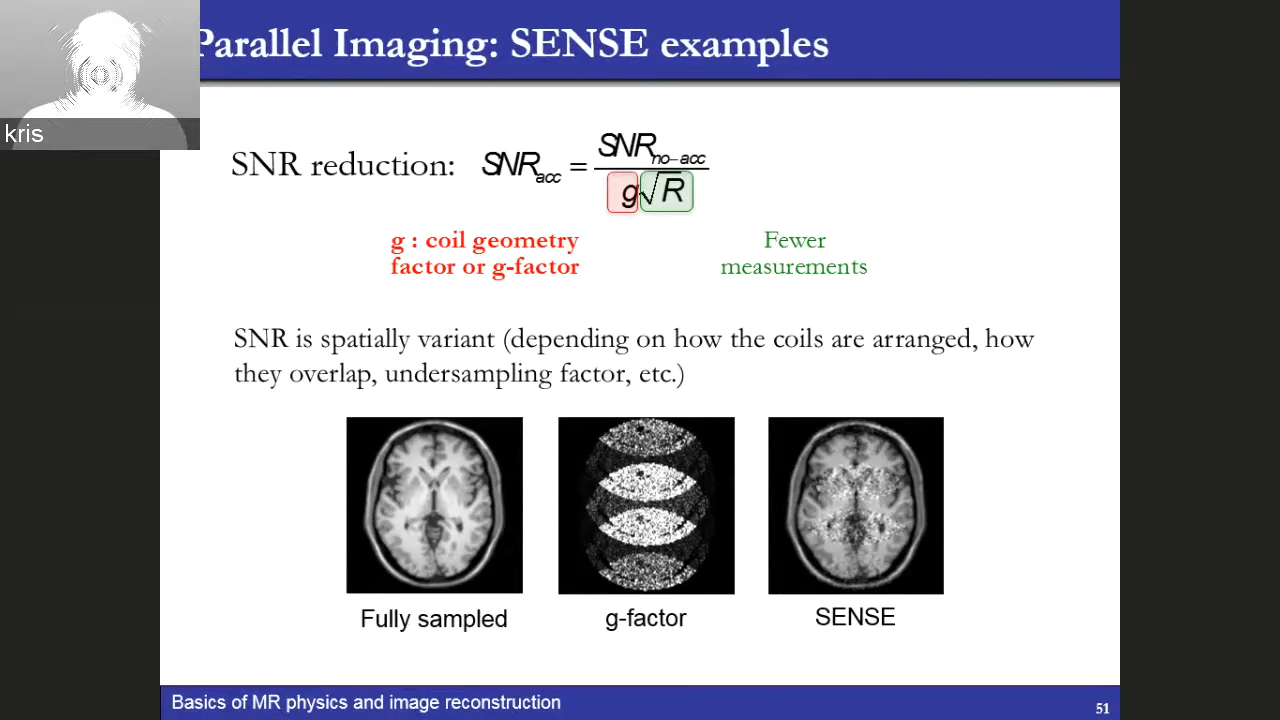 Parallel Imaging: SENSE examples
kris
SNR reduction: SNR_acc = SNR_no-acc / g√R
g : coil geometry
factor or g-factor
Fewer
measurements
SNR is spatially variant (depending on how the coils are arranged, how
they overlap, undersampling factor, etc.)
Fully sampled
g-factor
SENSE
Basics of MR physics and image reconstruction
51